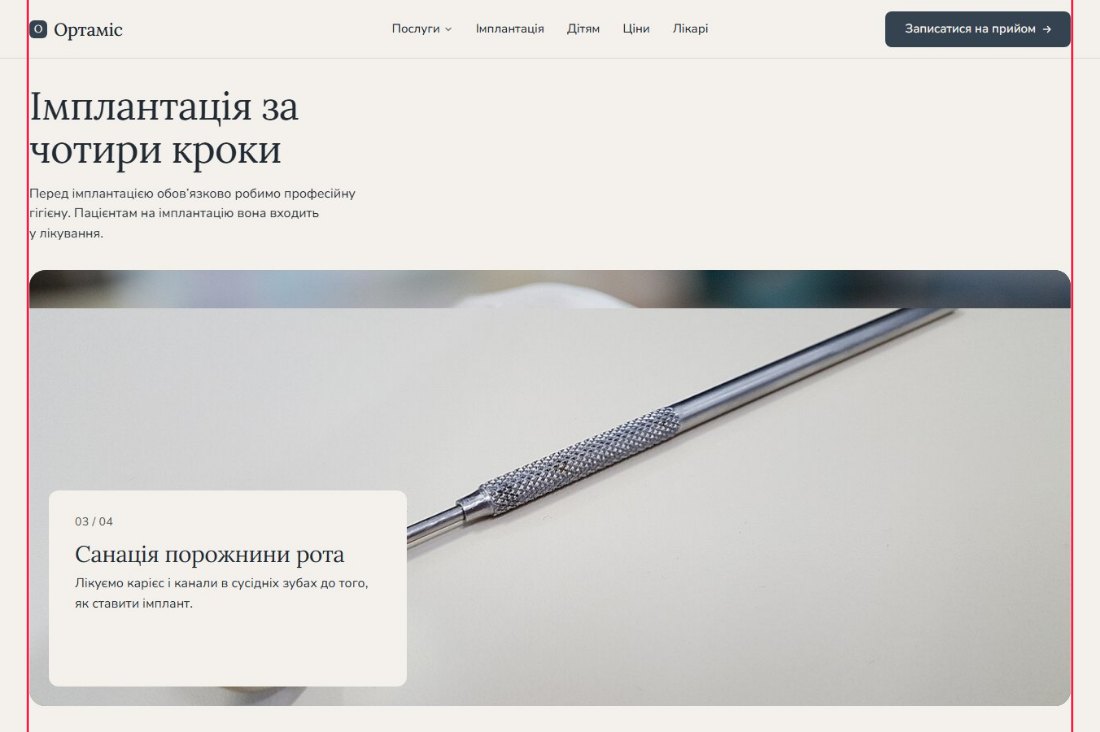 О Ортаміс
Послуги Імплантація Дітям Ціни Лікарі
Записатися на прийом →
Імплантація за
чотири кроки
Перед імплантацією обов’язково робимо професійну
гігієну. Пацієнтам на імплантацію вона входить
у лікування.
03 / 04
Санація порожнини рота
Лікуємо карієс і канали в сусідніх зубах до того,
як ставити імплант.